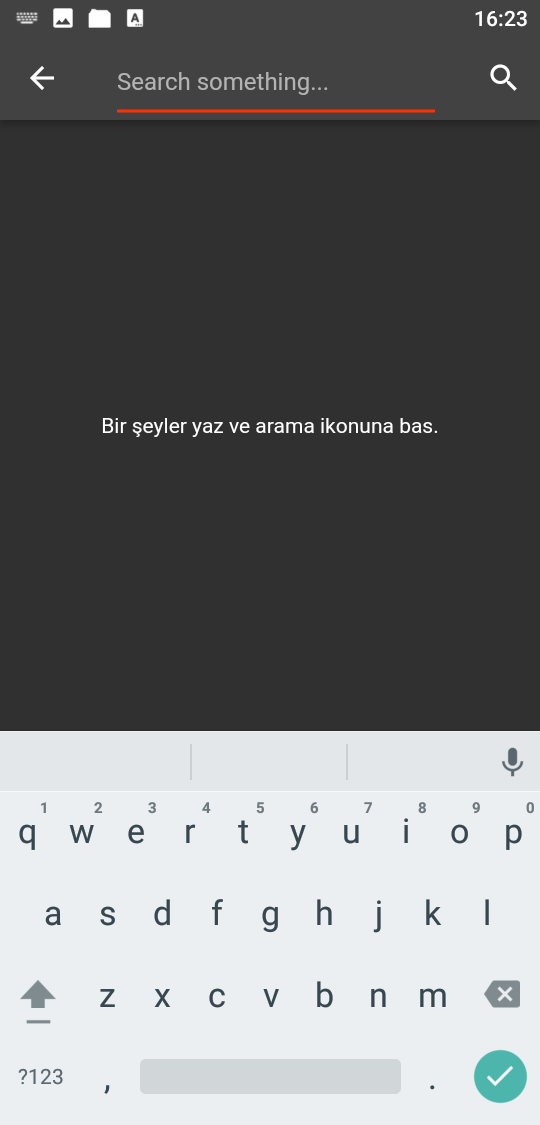 16:23
Search something...
Bir şeyler yaz ve arama ikonuna bas.
1 2 3 4 5 6 7 8 9 0
q w e r t y u i o p
a s d f g h j k l
z x c v b n m
?123 , .